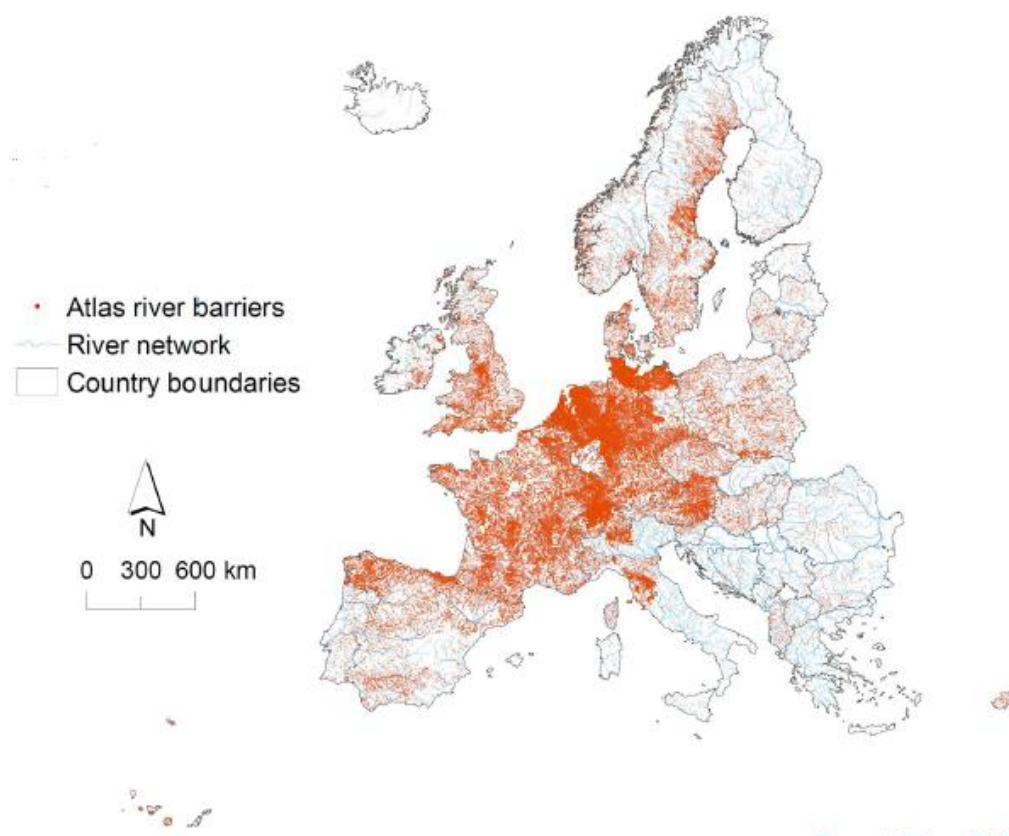 Atlas river barriers
River network
Country boundaries
N
0 300 600 km